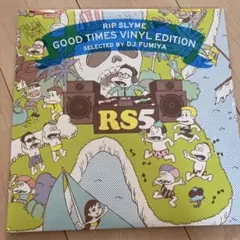 RIP SLYME
GOOD TIMES VINYL EDITION
SELECTED BY DJ FUMIYA
RS5